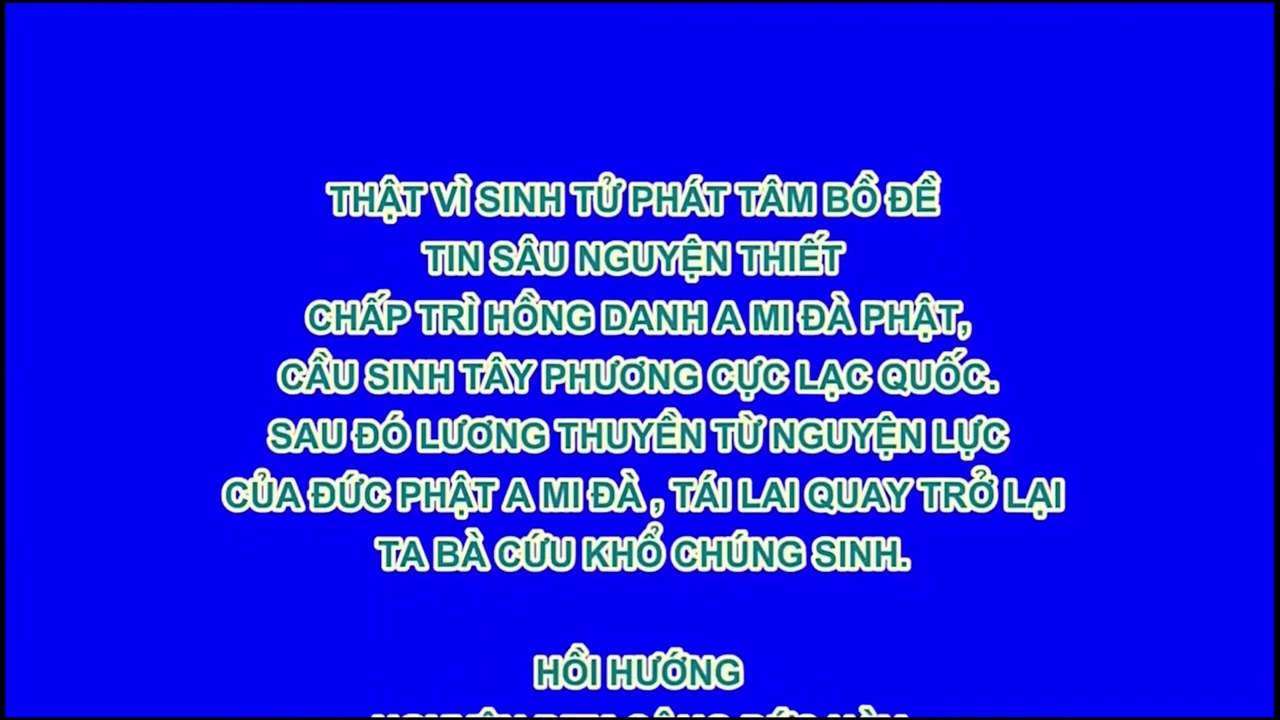 THẬT VÌ SINH TỬ PHÁT TÂM BỒ ĐỀ
TIN SÂU NGUYỆN THIẾT
CHẤP TRÌ HỒNG DANH A MI ĐÀ PHẬT,
CẦU SINH TÂY PHƯƠNG CỰC LẠC QUỐC.
SAU ĐÓ LƯƠNG THUYỀN TỪ NGUYỆN LỰC
CỦA ĐỨC PHẬT A MI ĐÀ , TÁI LAI QUAY TRỞ LẠI
TA BÀ CỨU KHỔ CHÚNG SINH.
HỒI HƯỚNG